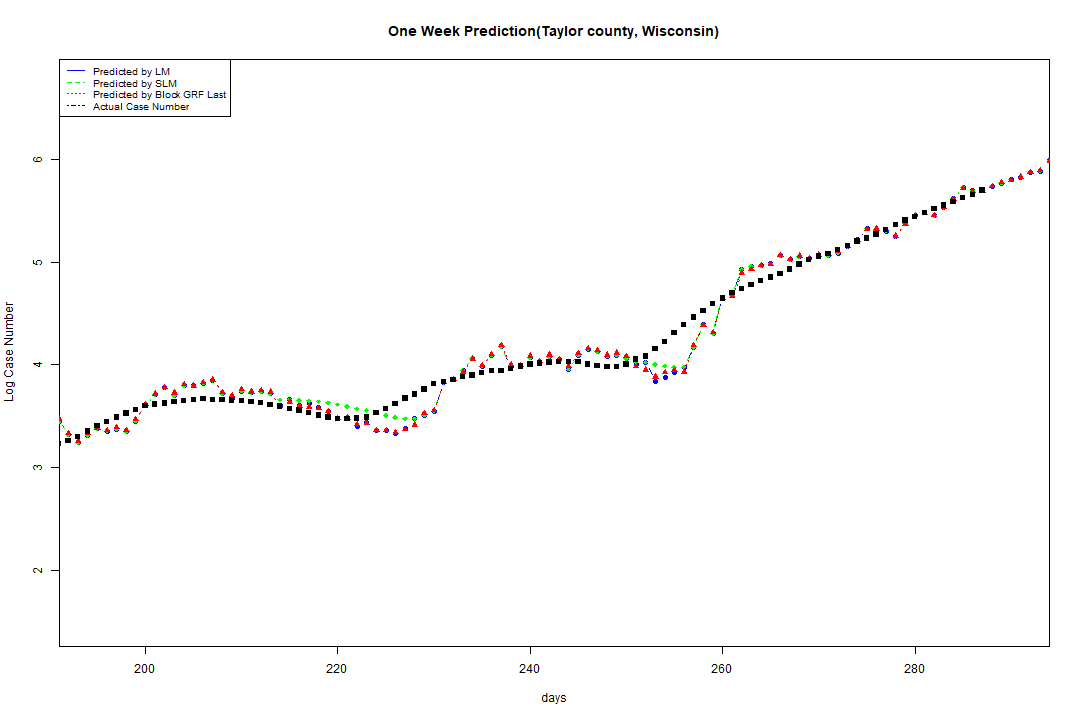 One Week Prediction(Taylor county, Wisconsin)
Predicted by LM
Predicted by SLM
Predicted by Block GRF Last
Actual Case Number
6
5
4
3
2
Log Case Number
200
220
240
260
280
days